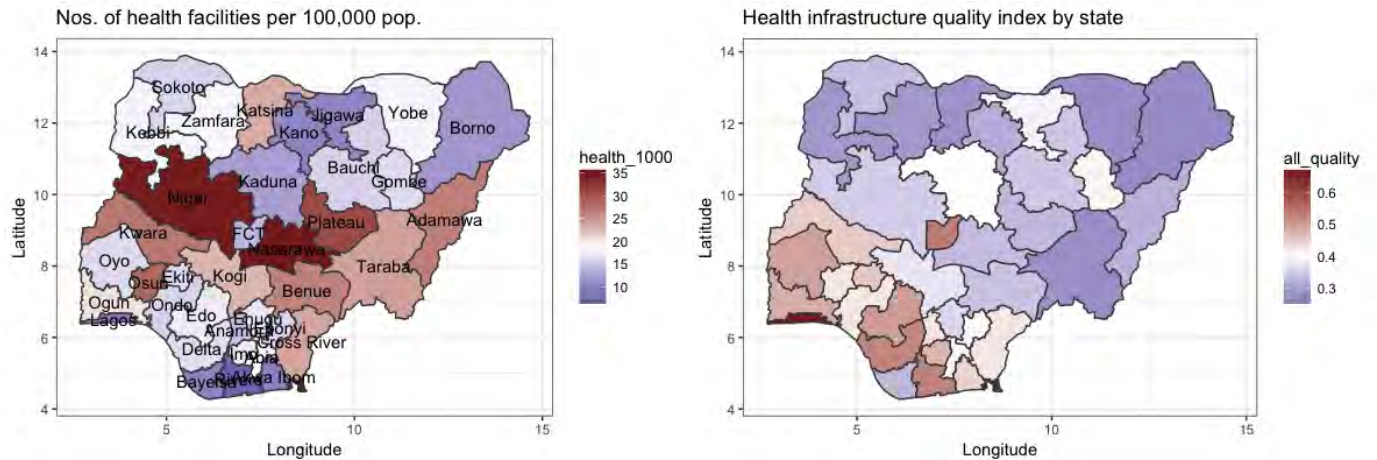 Nos. of health facilities per 100,000 pop.
14
12
10
8
6
4
Latitude
5
10
15
Longitude
Sokoto
Katsina
Jigawa
Yobe
Zamfara
Kano
Borno
Kebbi
Bauchi
Kaduna
Gombe
Niger
Plateau
Adamawa
Kwara
FCT
Nasarawa
Oyo
Taraba
Osun
Ekiti
Kogi
Benue
Ogun
Ondo
Lagos
Edo
Enugu
Anambra
Ebonyi
Cross River
Delta
Imo
Abia
Bayelsa
Rivers
Akwa Ibom
health_1000
35
30
25
20
15
10
Health infrastructure quality index by state
14
12
10
8
6
4
Latitude
5
10
15
Longitude
all_quality
0.6
0.5
0.4
0.3